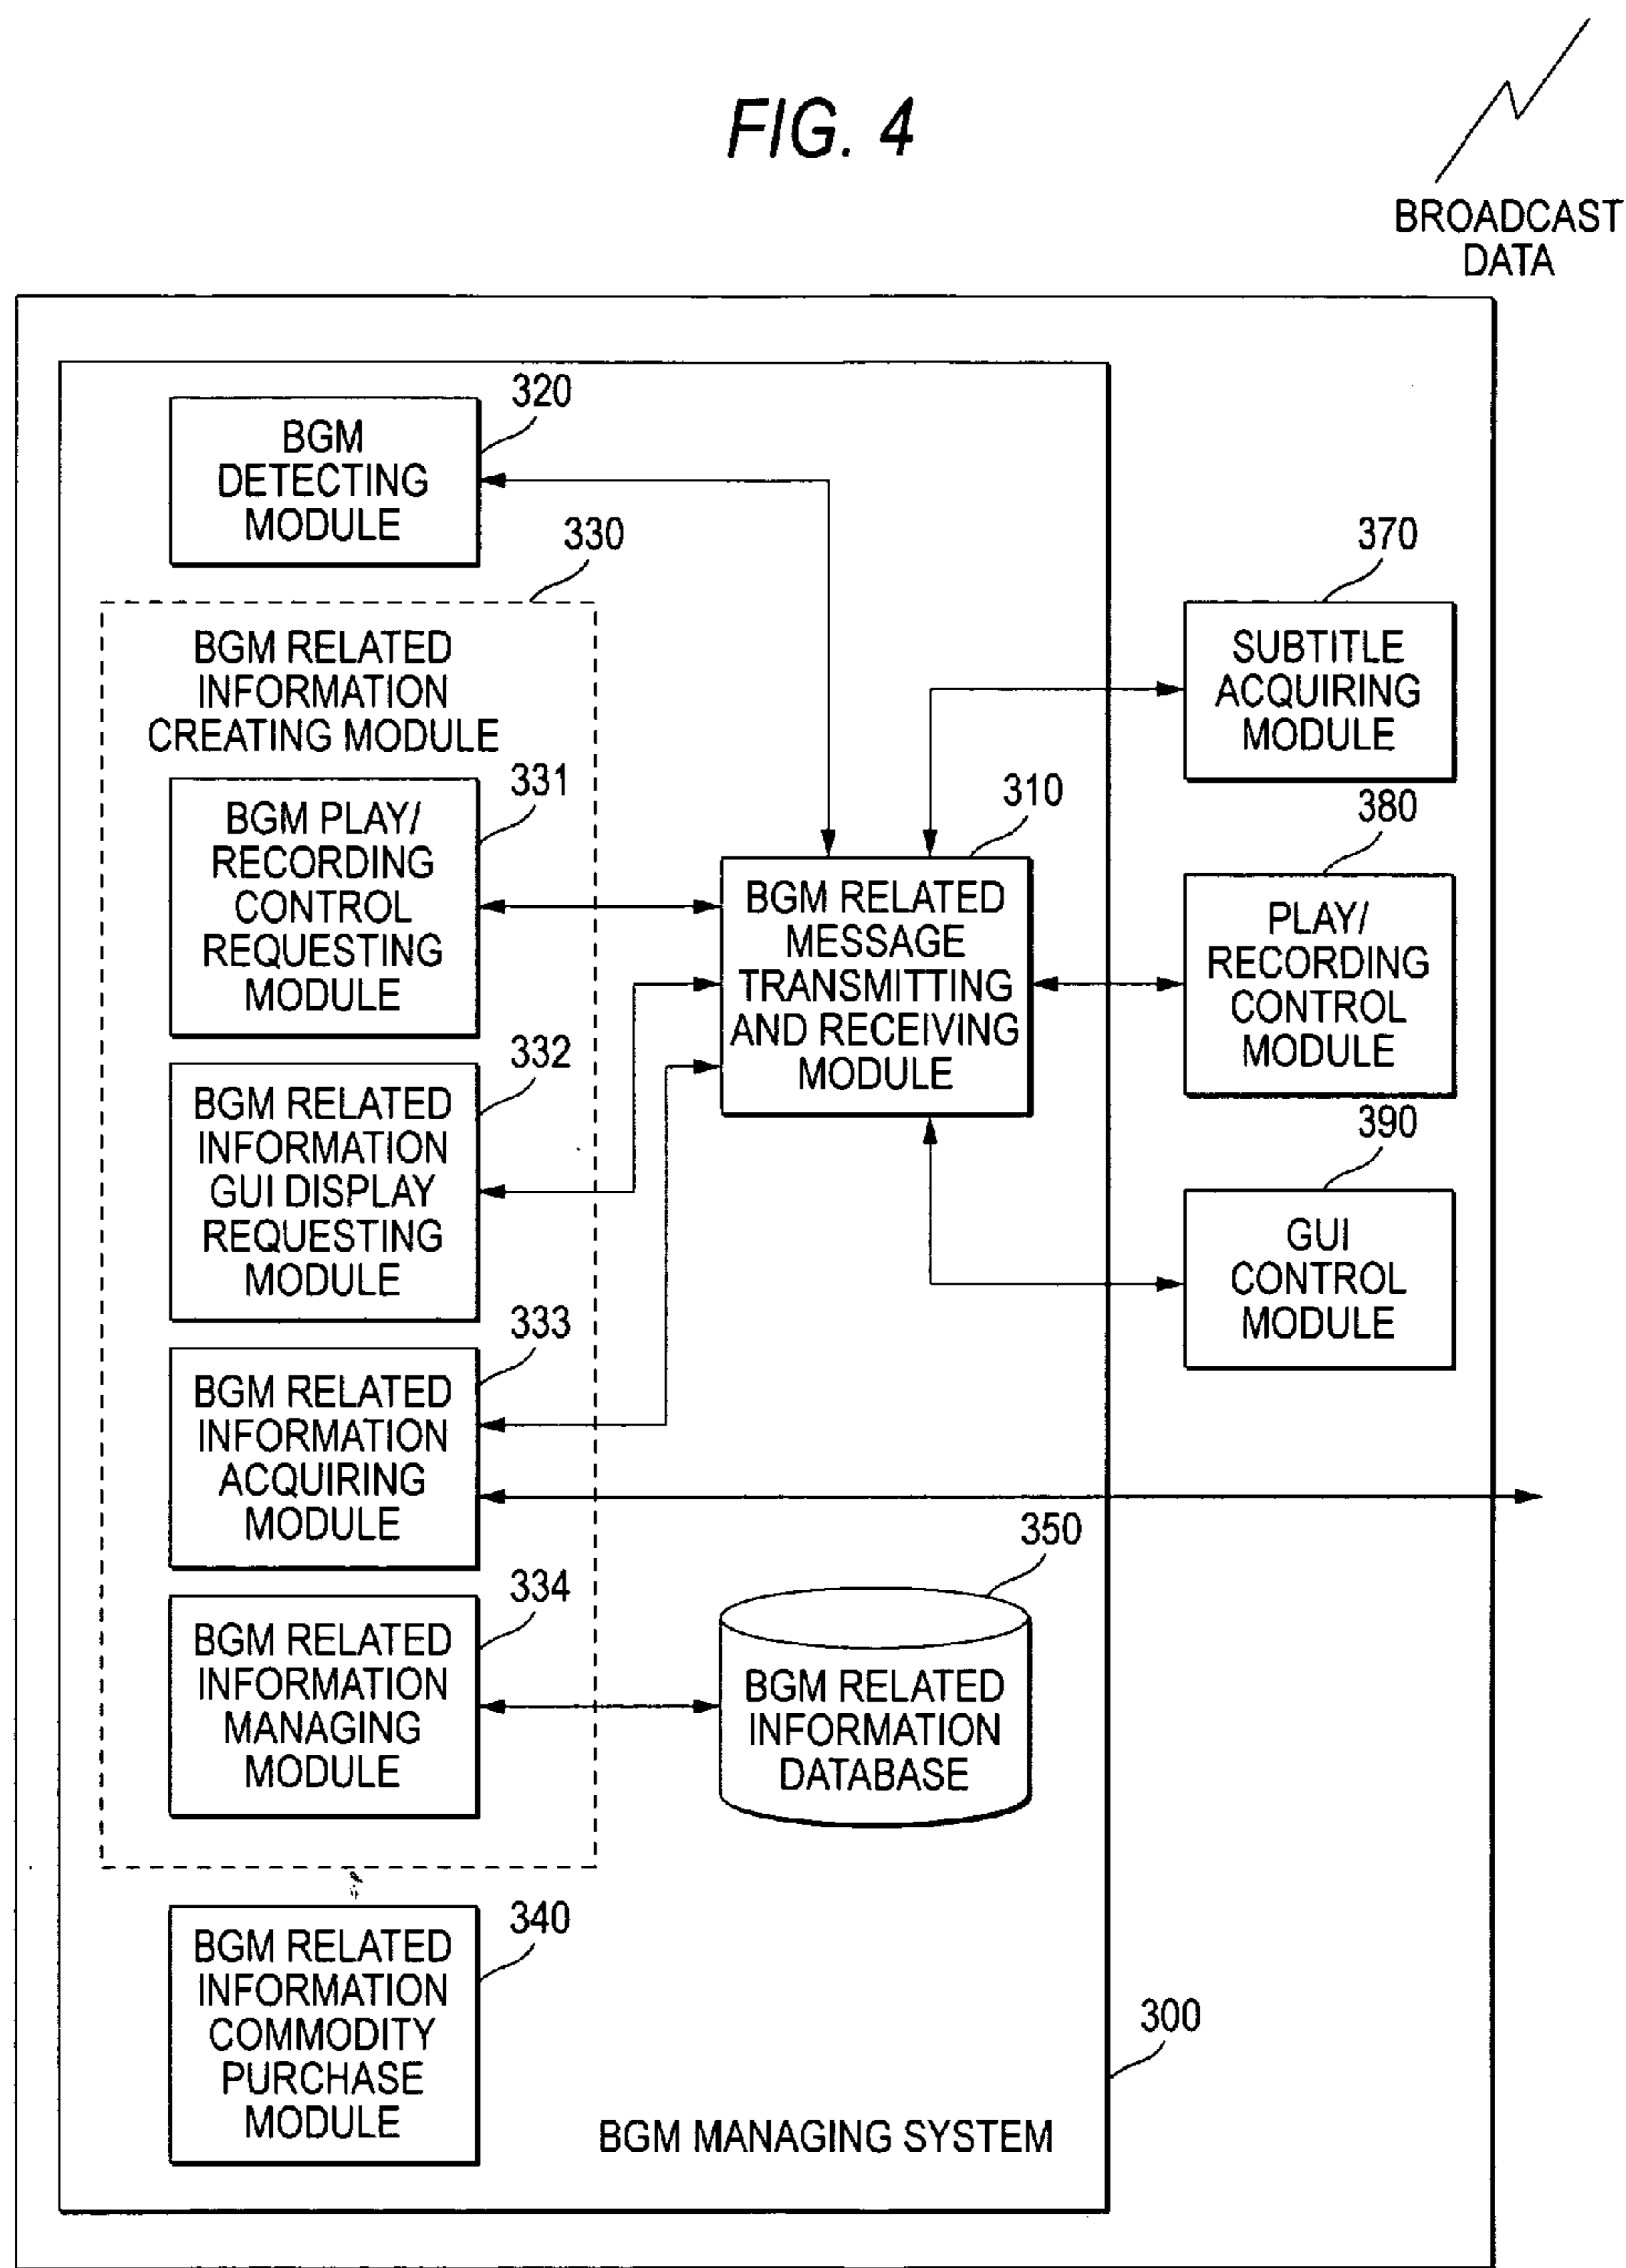 FIG. 4
BROADCAST
DATA
320
BGM
DETECTING
MODULE
330
BGM RELATED
INFORMATION
CREATING MODULE
331
BGM PLAY/
RECORDING
CONTROL
REQUESTING
MODULE
332
BGM RELATED
INFORMATION
GUI DISPLAY
REQUESTING
MODULE
333
BGM RELATED
INFORMATION
ACQUIRING
MODULE
334
BGM RELATED
INFORMATION
MANAGING
MODULE
340
BGM RELATED
INFORMATION
COMMODITY
PURCHASE
MODULE
310
BGM RELATED
MESSAGE
TRANSMITTING
AND RECEIVING
MODULE
350
BGM RELATED
INFORMATION
DATABASE
370
SUBTITLE
ACQUIRING
MODULE
380
PLAY/
RECORDING
CONTROL
MODULE
390
GUI
CONTROL
MODULE
300
BGM MANAGING SYSTEM